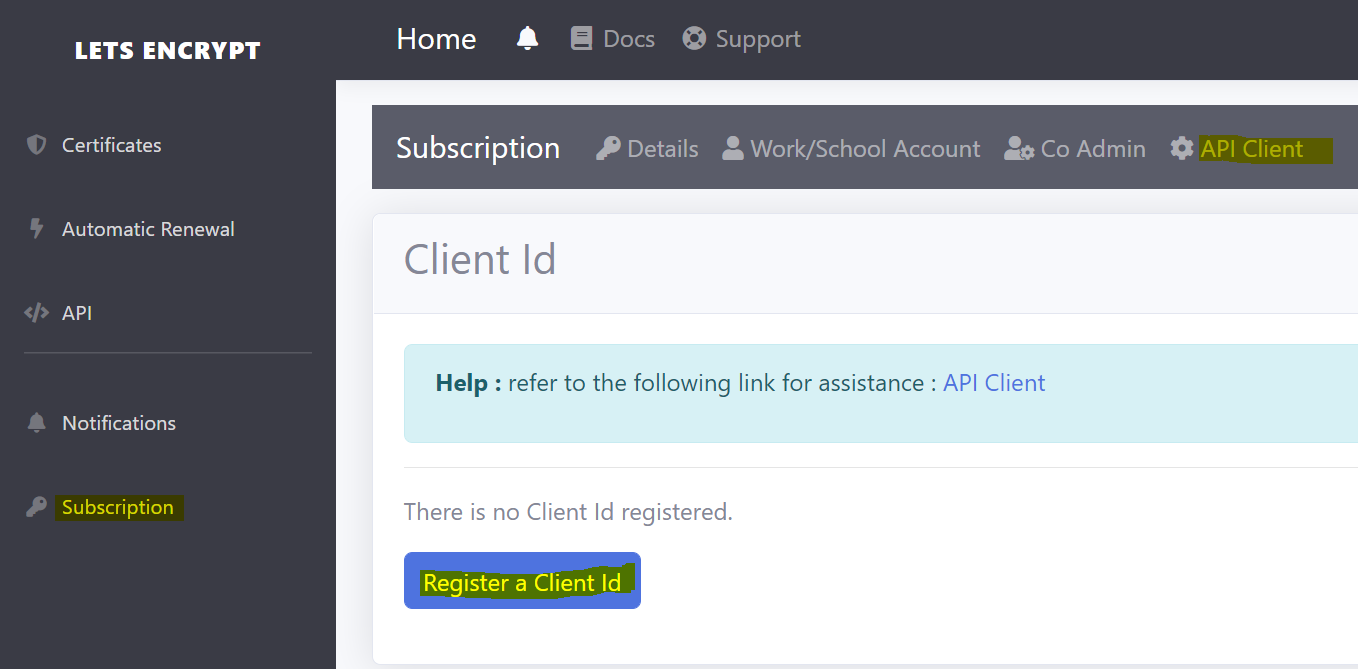 LETS ENCRYPT
Home Docs Support
Certificates
Automatic Renewal
API
Notifications
Subscription
Subscription Details Work/School Account Co Admin API Client
Client Id
Help : refer to the following link for assistance : API Client
There is no Client Id registered.
Register a Client Id